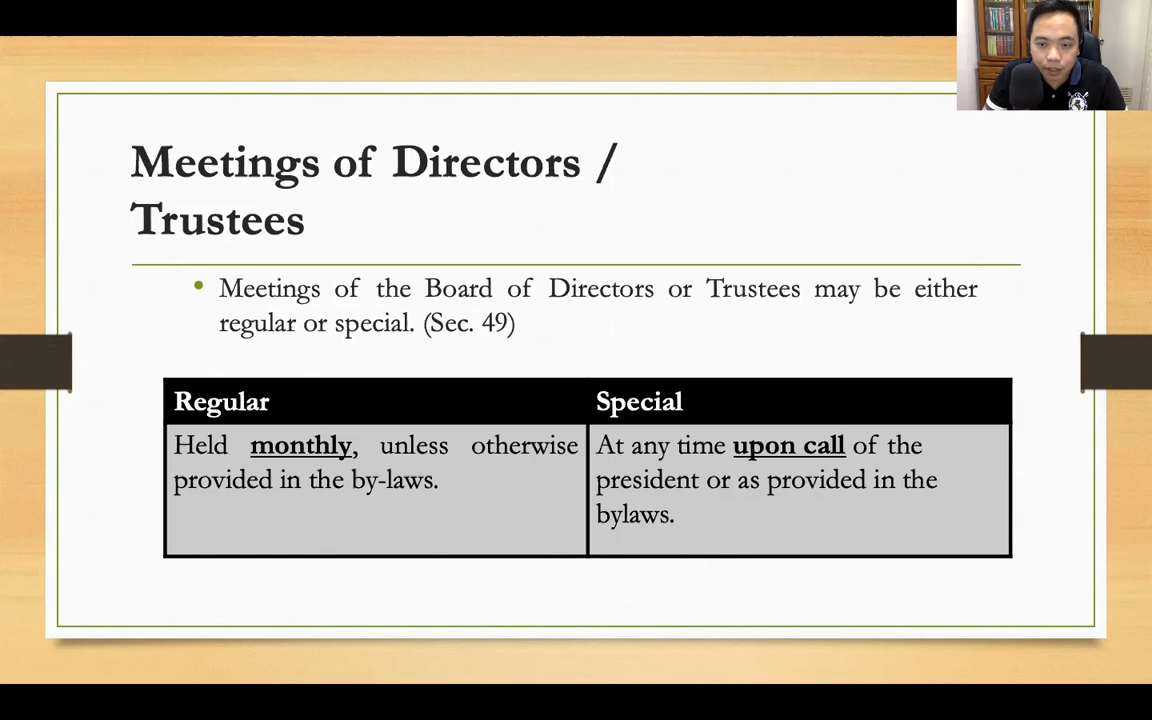 Meetings of Directors /
Trustees
• Meetings of the Board of Directors or Trustees may be either
regular or special. (Sec. 49)
Regular
Held monthly, unless otherwise
provided in the by-laws.
Special
At any time upon call of the
president or as provided in the
bylaws.